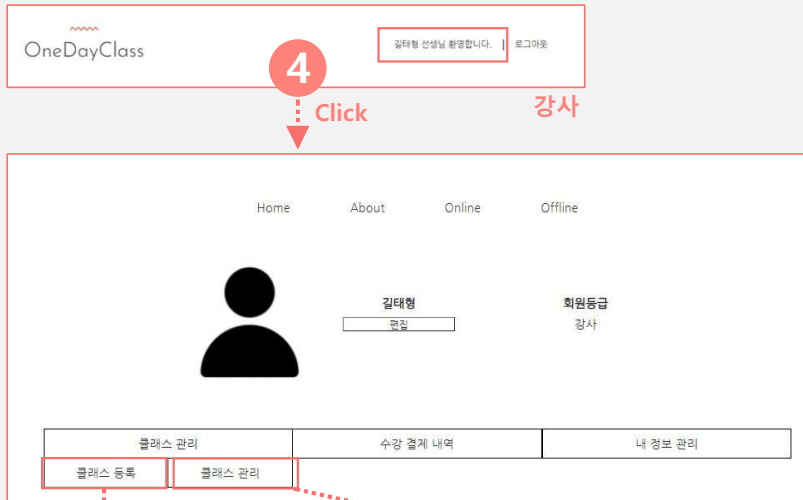 OneDayClass
길태형 선생님 환영합니다. | 로그아웃
4
Click
강사
Home About Online Offline
길태형 회원등급
편집 강사
클래스 관리 수강 결제 내역 내 정보 관리
클래스 등록 클래스 관리